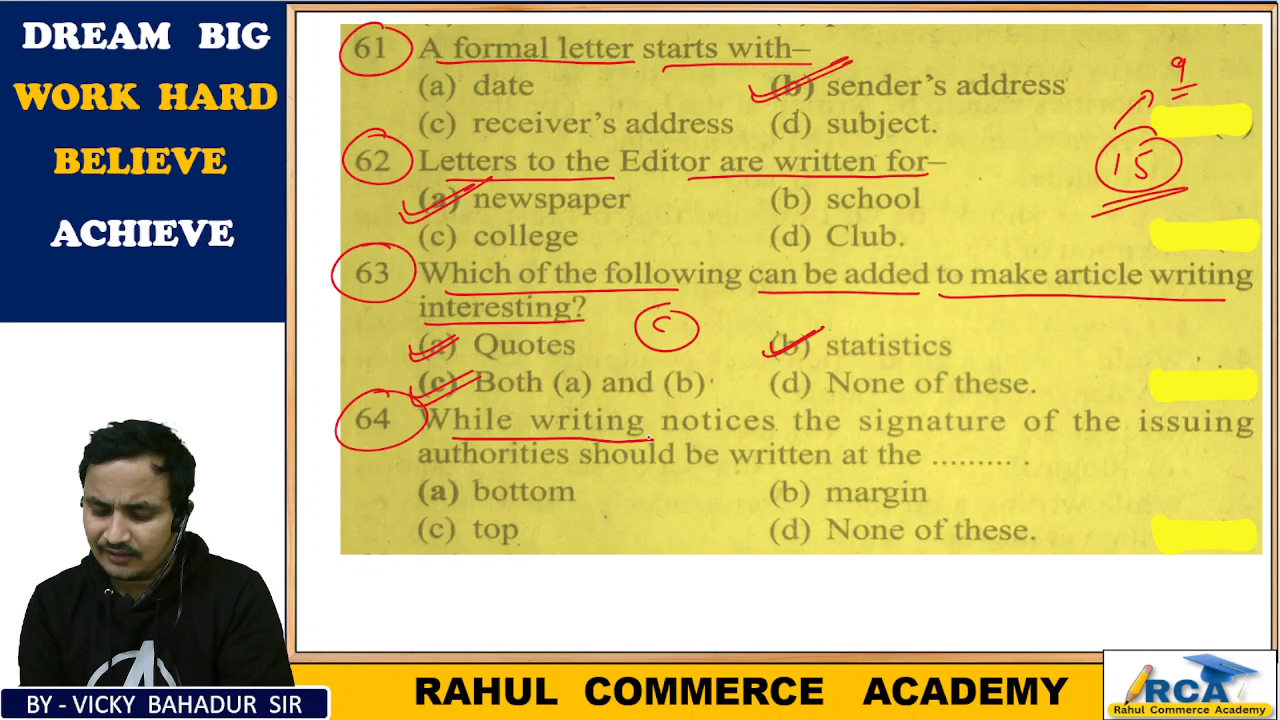 DREAM BIG
WORK HARD
BELIEVE
ACHIEVE
61 A formal letter starts with–
(a) date (b) sender's address
(c) receiver's address (d) subject.
9
15
62 Letters to the Editor are written for–
(a) newspaper (b) school
(c) college (d) Club.
63 Which of the following can be added to make article writing
interesting?
c
(a) Quotes (b) statistics
(c) Both (a) and (b) (d) None of these.
64 While writing notices the signature of the issuing
authorities should be written at the .........
(a) bottom (b) margin
(c) top (d) None of these.
BY - VICKY BAHADUR SIR
RAHUL COMMERCE ACADEMY
RCA
Rahul Commerce Academy